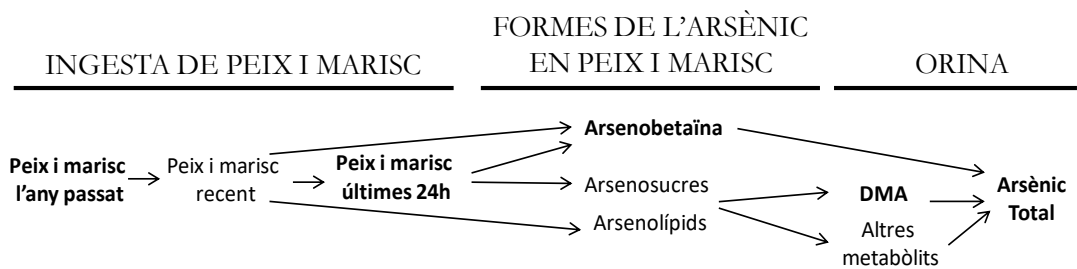 INGESTA DE PEIX I MARISC
FORMES DE L’ARSÈNIC
EN PEIX I MARISC
ORINA
Peix i marisc
l’any passat
Peix i marisc
recent
Peix i marisc
últimes 24h
Arsenobetaïna
Arsenosucres
Arsenolípids
DMA
Altres
metabòlits
Arsènic
Total